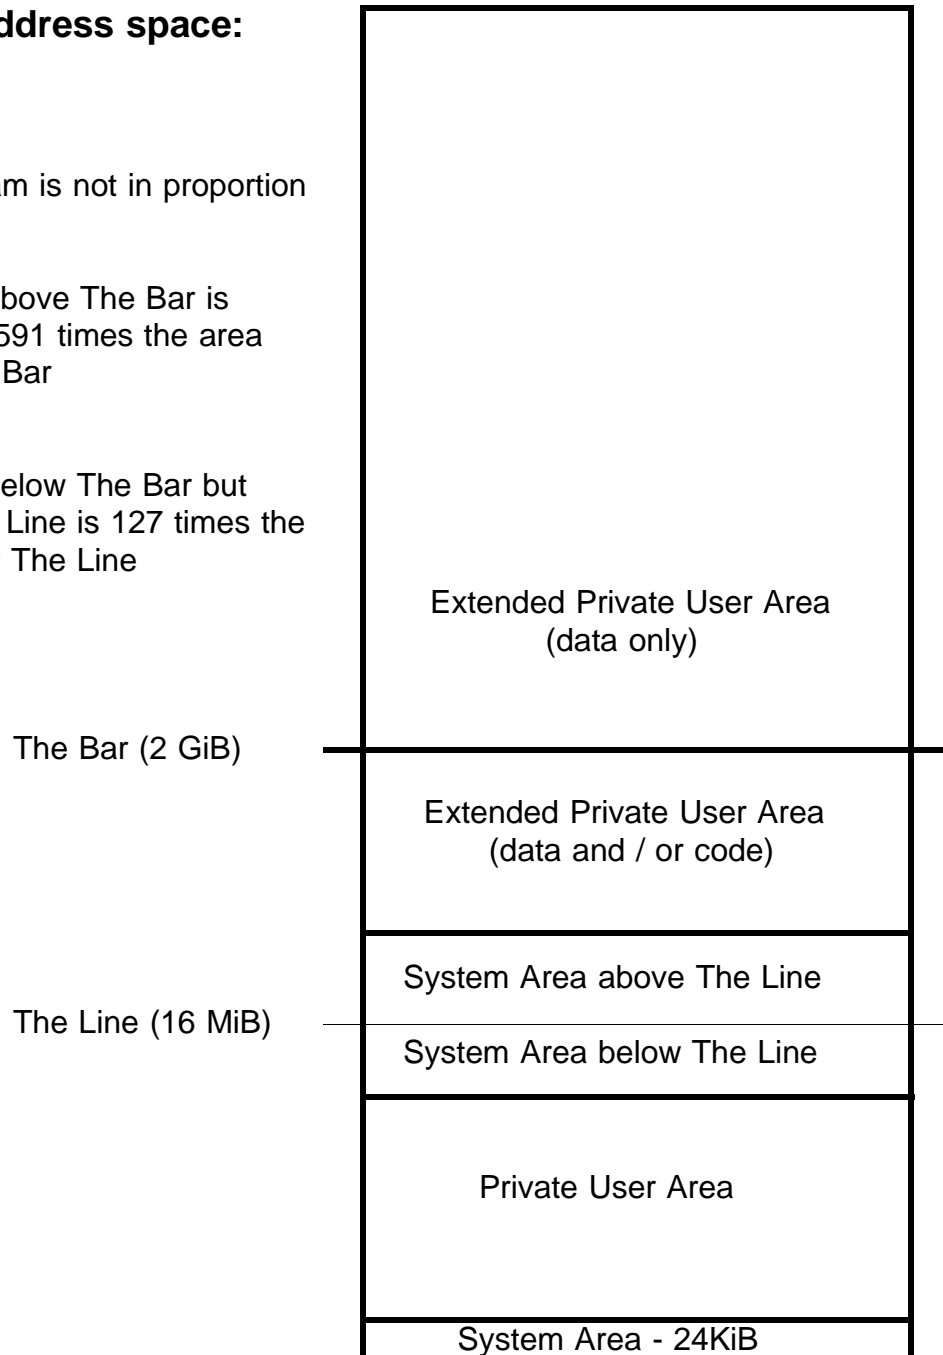 ddress space:
am is not in proportion
bove The Bar is
591 times the area
Bar
elow The Bar but
Line is 127 times the
The Line
Extended Private User Area
(data only)
The Bar (2 GiB)
Extended Private User Area
(data and / or code)
System Area above The Line
The Line (16 MiB)
System Area below The Line
Private User Area
System Area - 24KiB